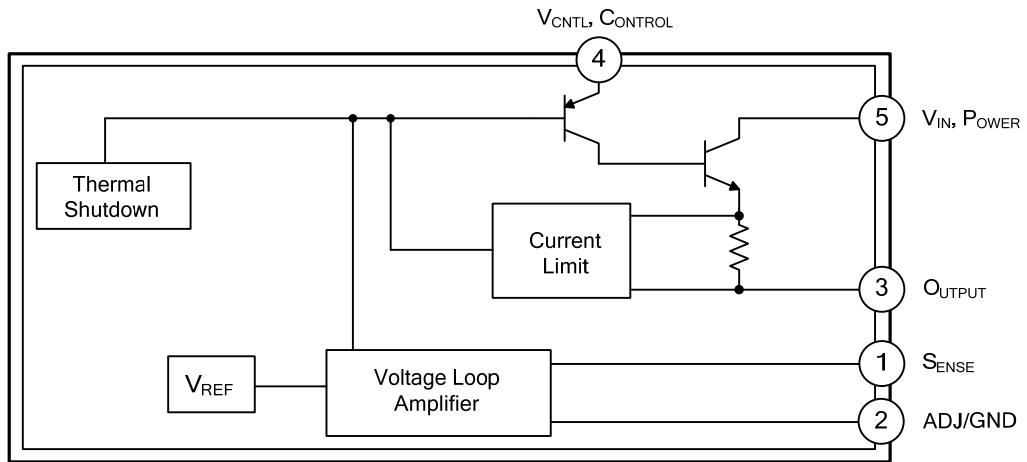 VCNTL, CONTROL
4
5
VIN, POWER
Thermal
Shutdown
Current
Limit
3
OUTPUT
1
SENSE
VREF
Voltage Loop
Amplifier
2
ADJ/GND